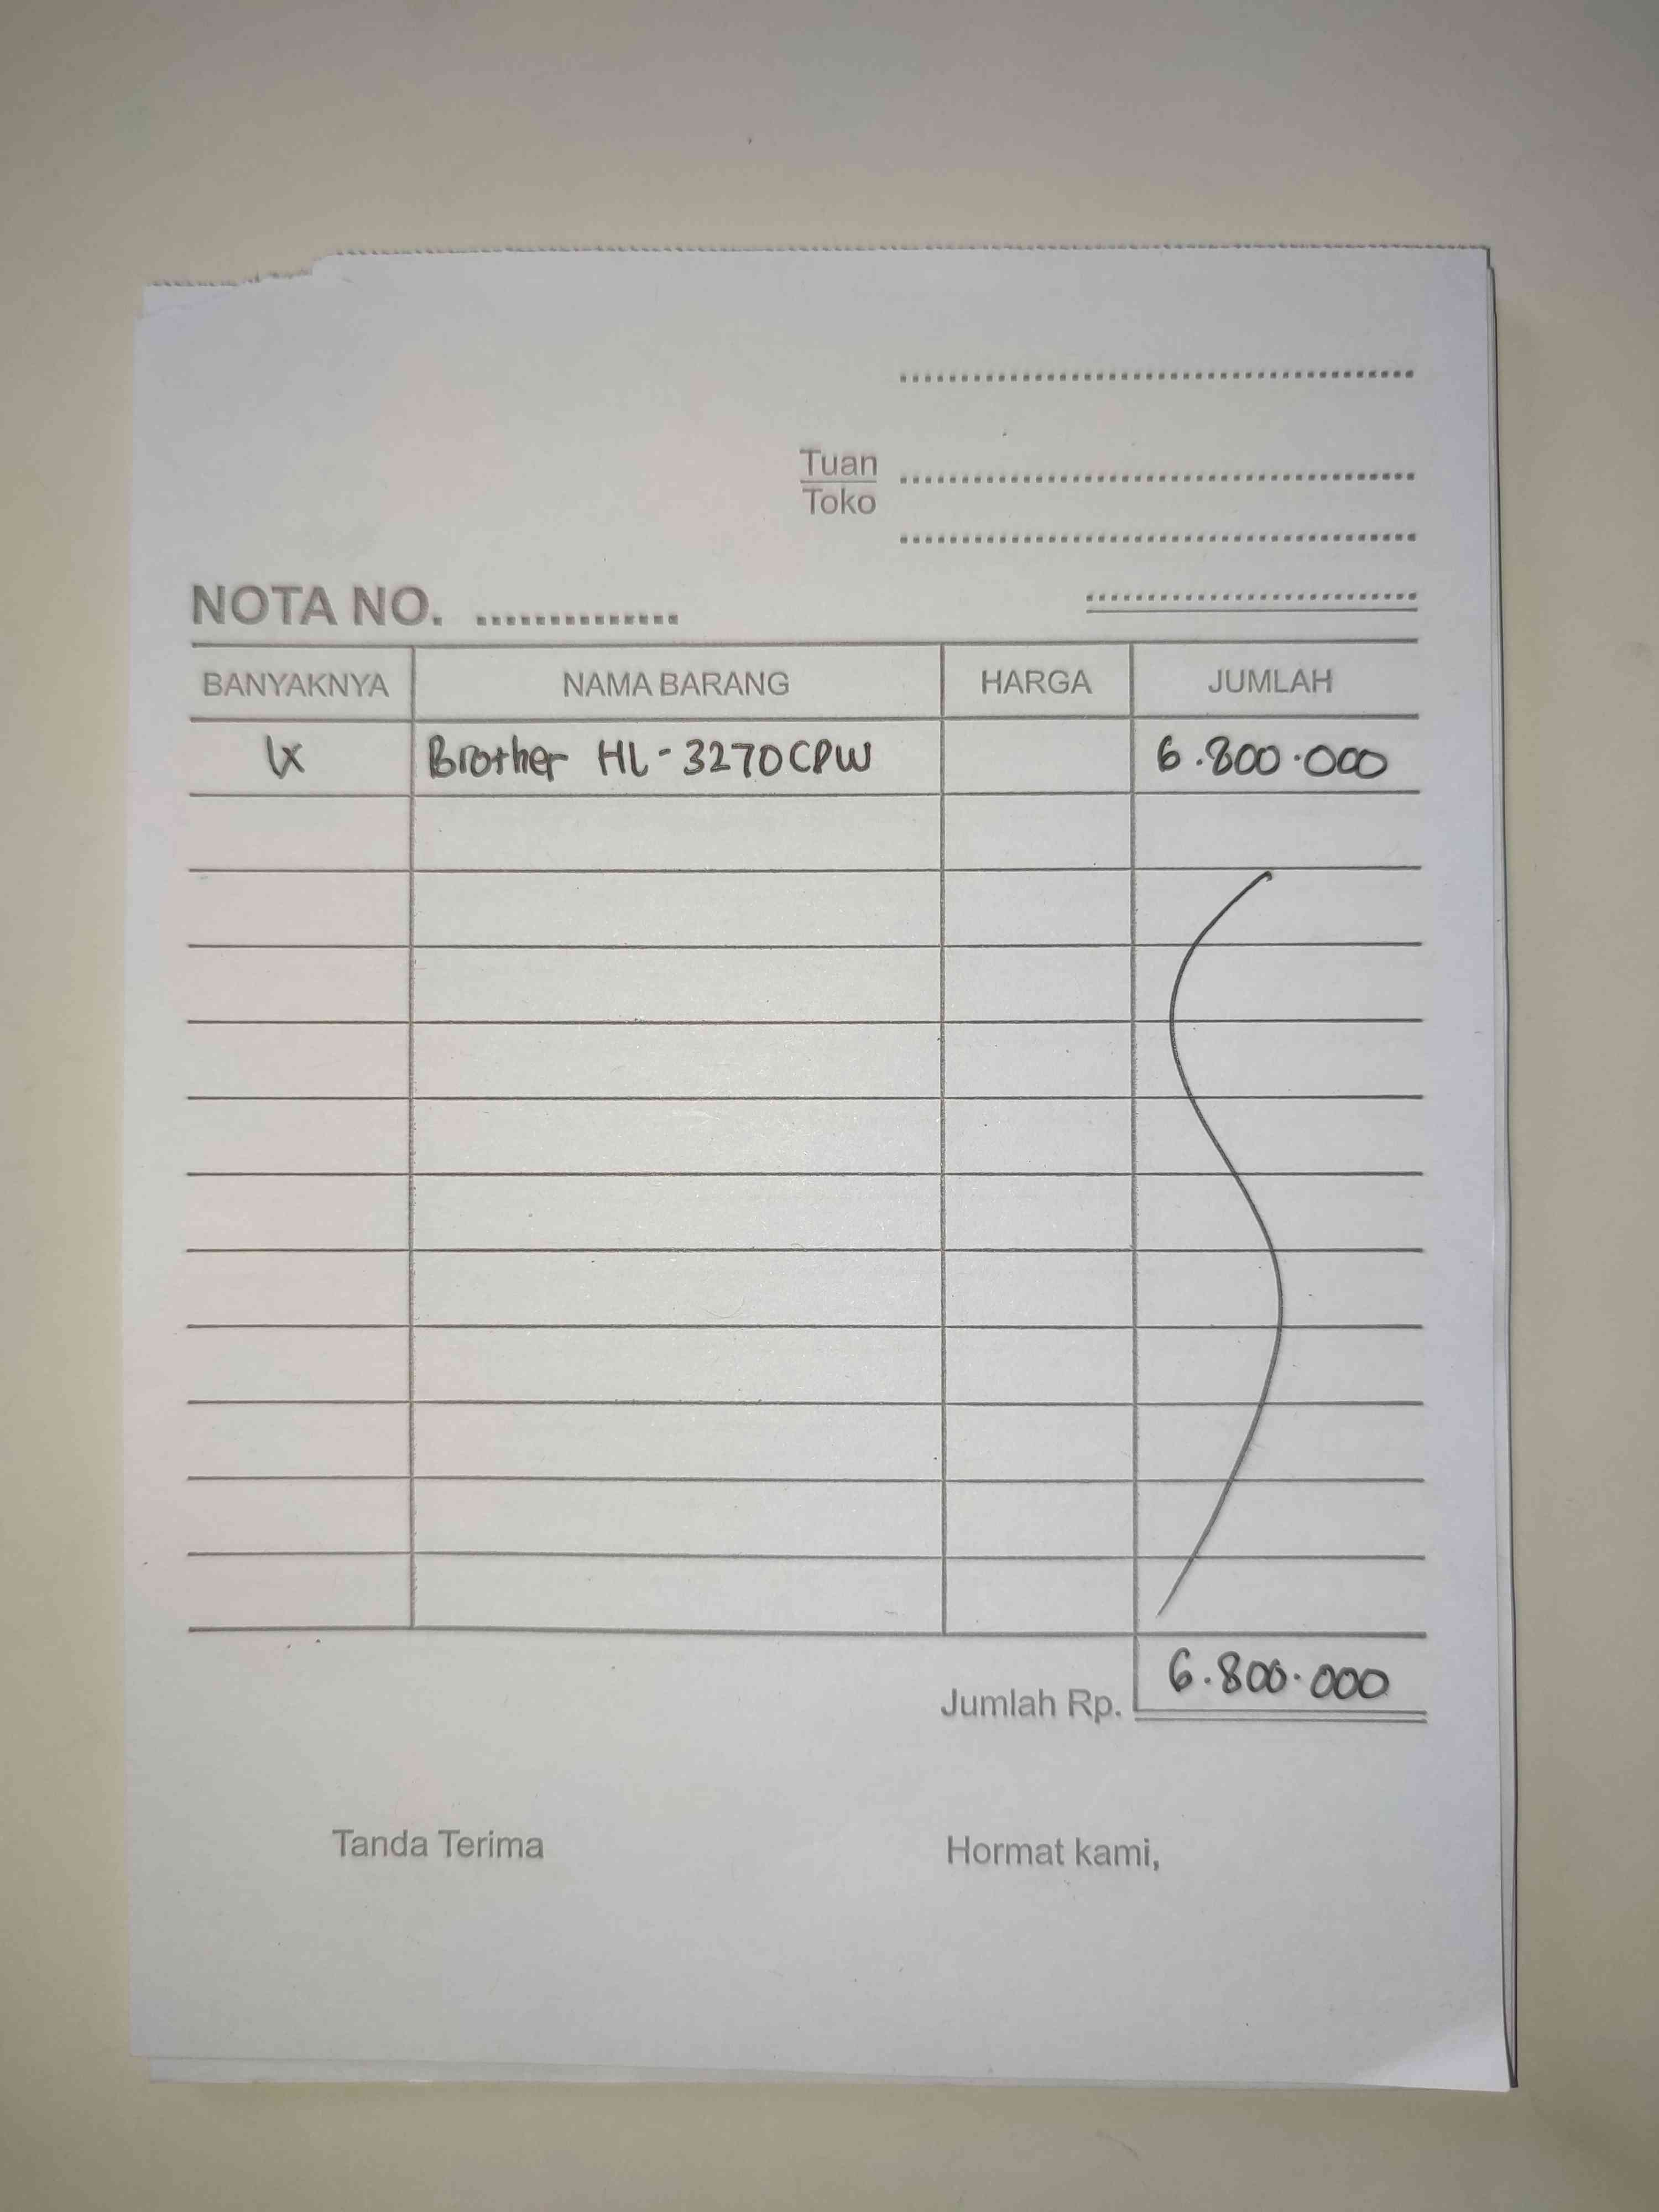 Tuan
Toko
NOTA NO. ..............
BANYAKNYA NAMA BARANG HARGA JUMLAH
1x Brother HL-3270CDW 6.800.000
Jumlah Rp. 6.800.000
Tanda Terima Hormat kami,